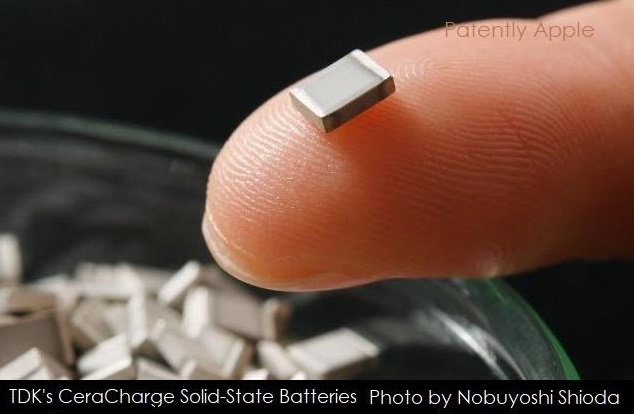 Patently Apple
TDK's CeraCharge Solid-State Batteries Photo by Nobuyoshi Shioda